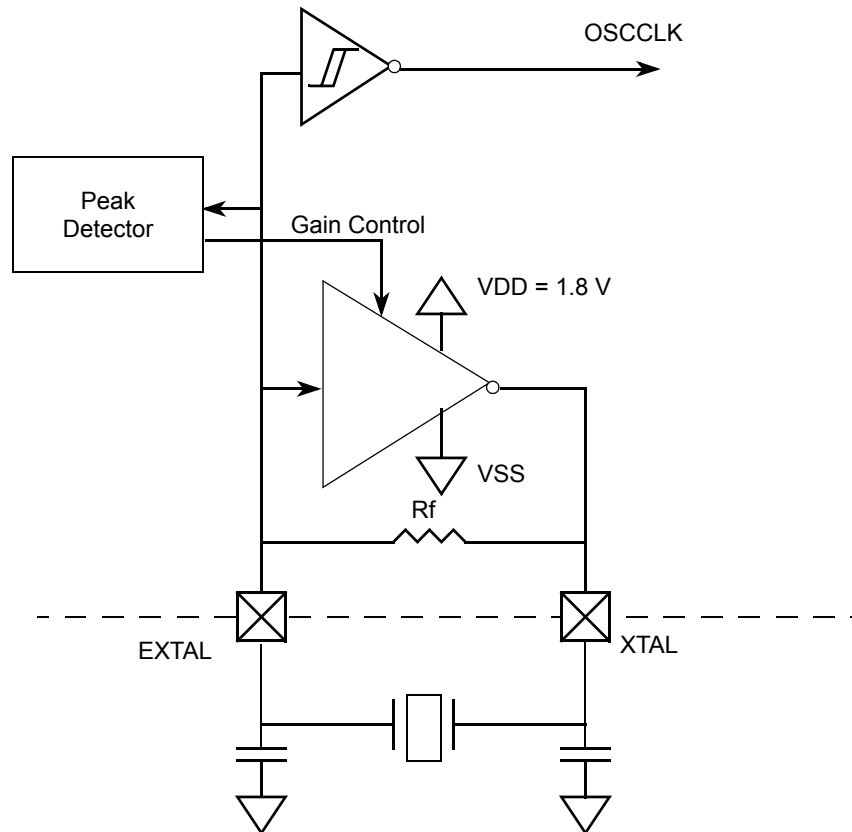 OSCCLK
Peak
Detector
Gain Control
VDD = 1.8 V
VSS
Rf
EXTAL
XTAL